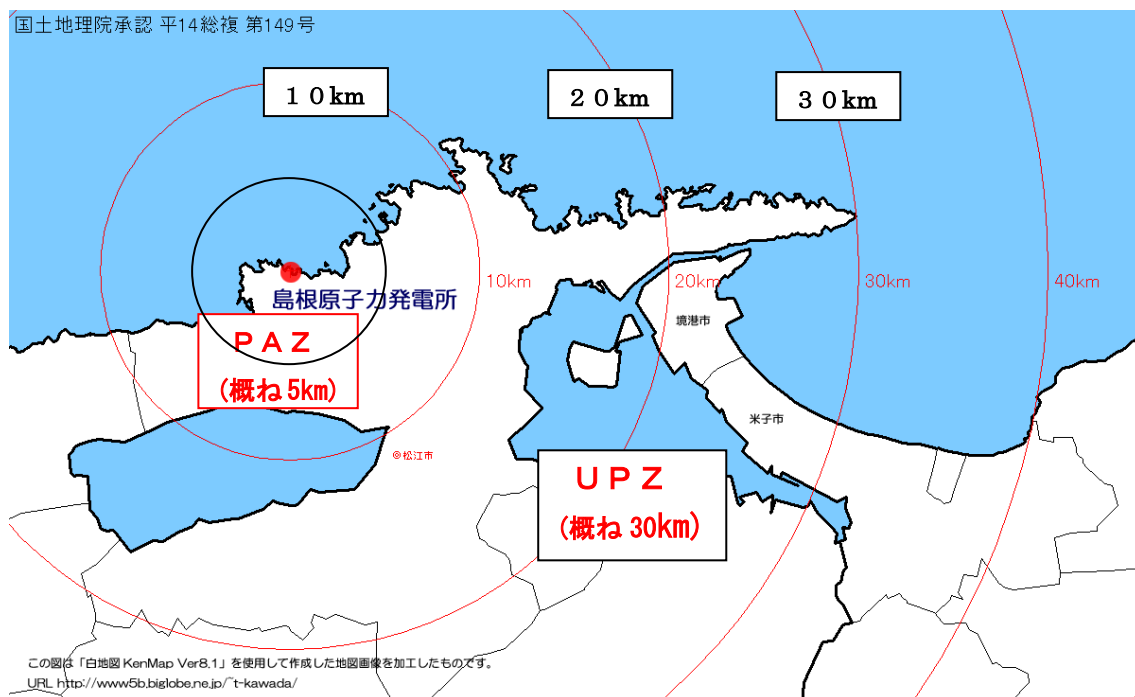 国土地理院承認 平14総複 第149号
１０km
２０km
３０km
10km
20km
30km
40km
島根原子力発電所
境港市
ＰＡＺ
(概ね 5km)
米子市
◎松江市
ＵＰＺ
(概ね 30km)
この図は「白地図 KenMap Ver8.1」を使用して作成した地図画像を加工したものです。
URL http://www5b.biglobe.ne.jp/~t-kawada/